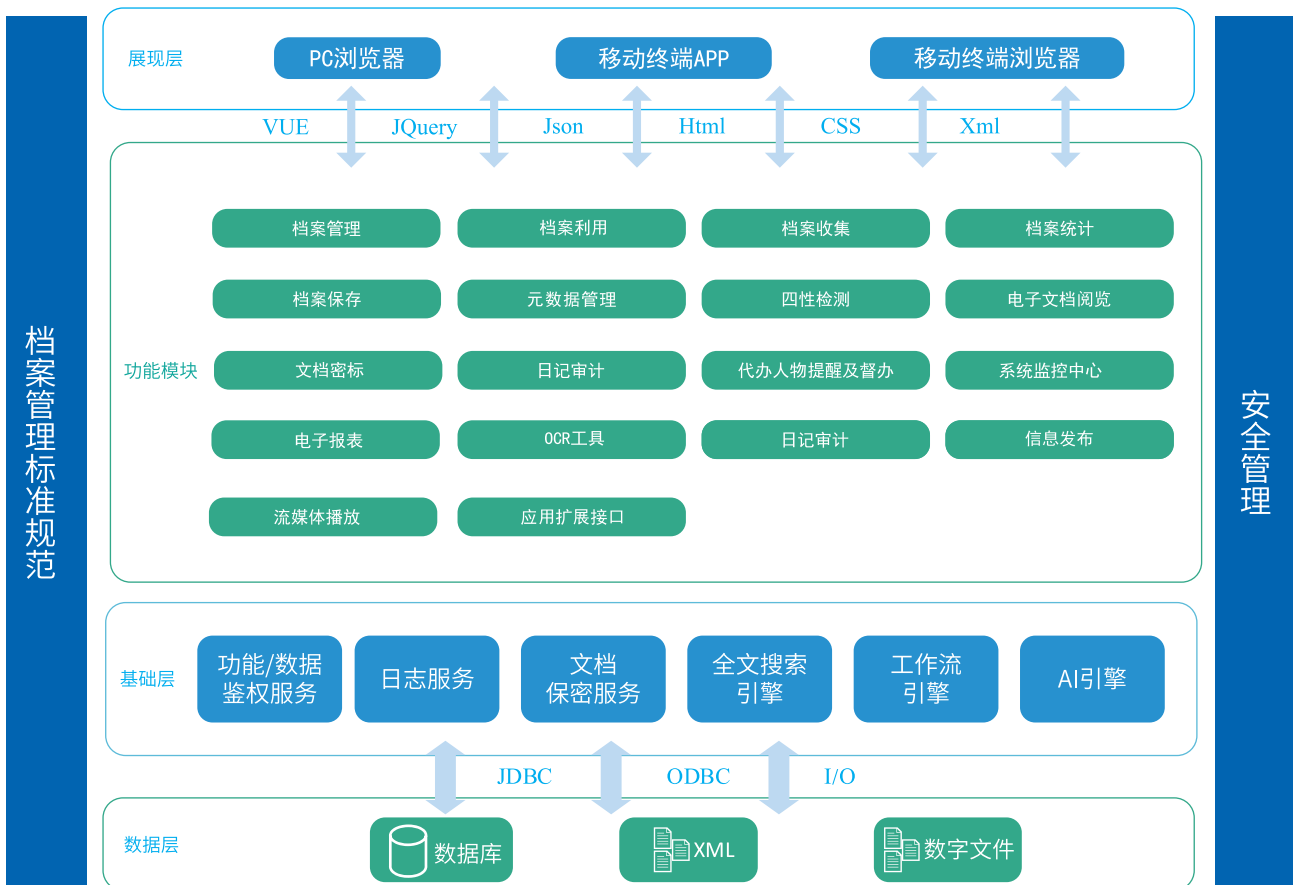 档案管理标准规范
展现层
PC浏览器
移动终端APP
移动终端浏览器
VUE
JQuery
Json
Html
CSS
Xml
功能模块
档案管理
档案利用
档案收集
档案统计
档案保存
元数据管理
四性检测
电子文档阅览
文档密标
日记审计
代办人物提醒及督办
系统监控中心
电子报表
OCR工具
日记审计
信息发布
流媒体播放
应用扩展接口
基础层
功能/数据
鉴权服务
日志服务
文档
保密服务
全文搜索
引擎
工作流
引擎
AI引擎
JDBC
ODBC
I/O
数据层
数据库
XML
数字文件
安全管理